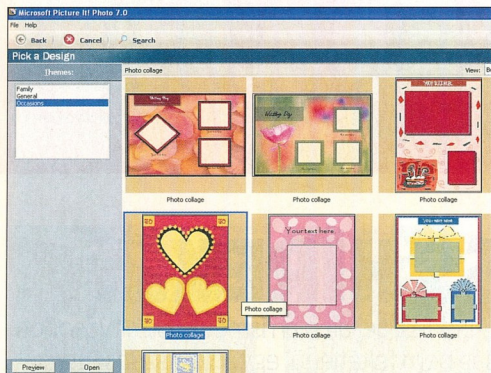 Microsoft Picture It! Photo 7.0
File Help
Back Cancel Search
Pick a Design
Themes:
Family
General
Occasions
Photo collage
View:
Photo collage
Photo collage
Photo collage
Your text here
Photo collage
Photo collage
Photo collage
Photo collage
Preview Open